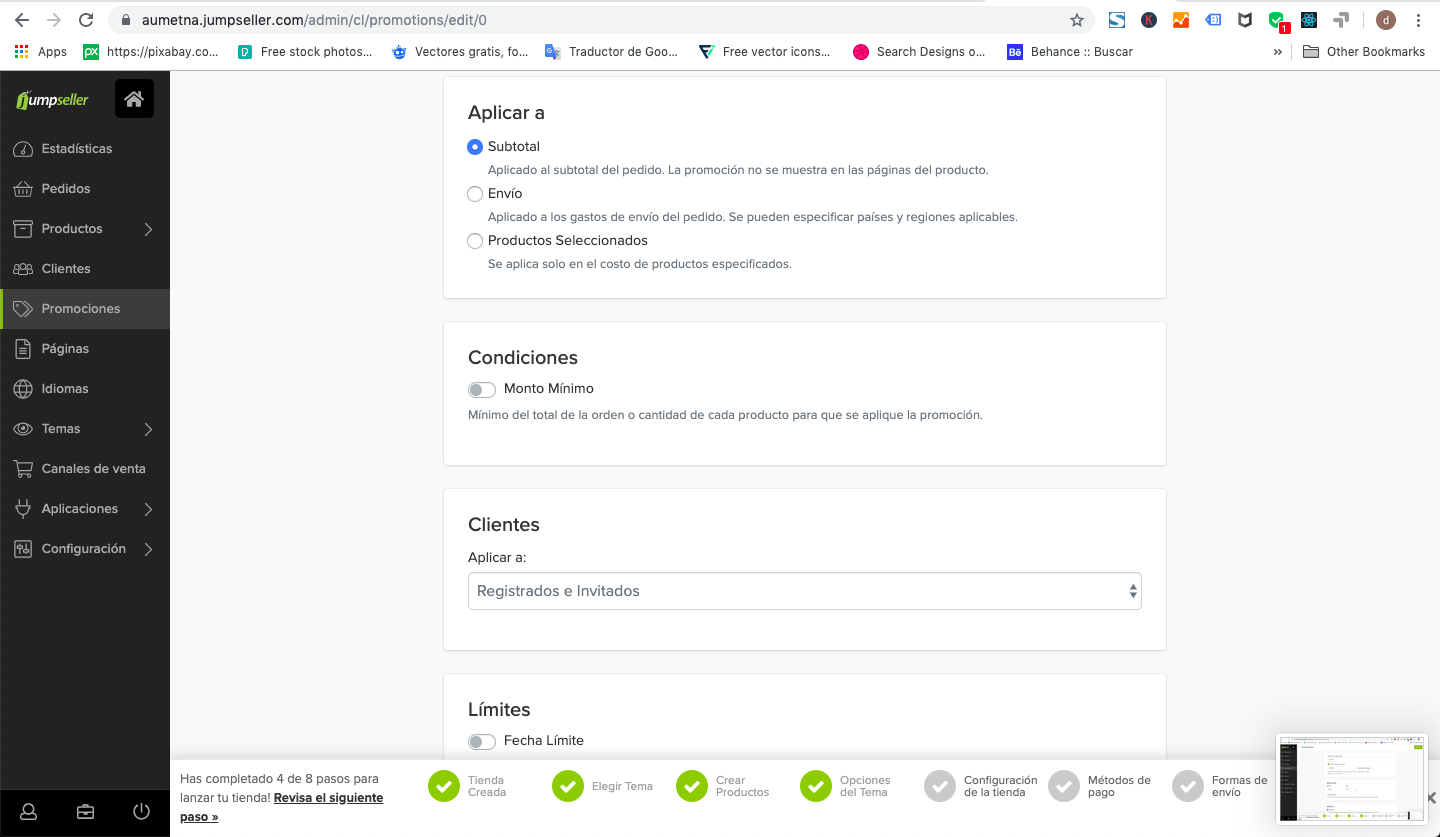 aumetna.jumpseller.com/admin/cl/promotions/edit/0
1
d
Apps
https://pixabay.co...
Free stock photos...
Vectores gratis, fo...
Traductor de Goo...
Free vector icons...
Search Designs o...
Behance :: Buscar
»
Other Bookmarks
jumpseller
Estadísticas
Pedidos
Productos
Clientes
Promociones
Páginas
Idiomas
Temas
Canales de venta
Aplicaciones
Configuración
Aplicar a
Subtotal
Aplicado al subtotal del pedido. La promoción no se muestra en las páginas del producto.
Envío
Aplicado a los gastos de envío del pedido. Se pueden especificar países y regiones aplicables.
Productos Seleccionados
Se aplica solo en el costo de productos especificados.
Condiciones
Monto Mínimo
Mínimo del total de la orden o cantidad de cada producto para que se aplique la promoción.
Clientes
Aplicar a:
Registrados e Invitados
Límites
Fecha Límite
Has completado 4 de 8 pasos para
lanzar tu tienda! Revisa el siguiente
paso »
Tienda
Creada
Elegir Tema
Crear
Productos
Opciones
del Tema
Configuración
de la tienda
Métodos de
pago
Formas de
envío